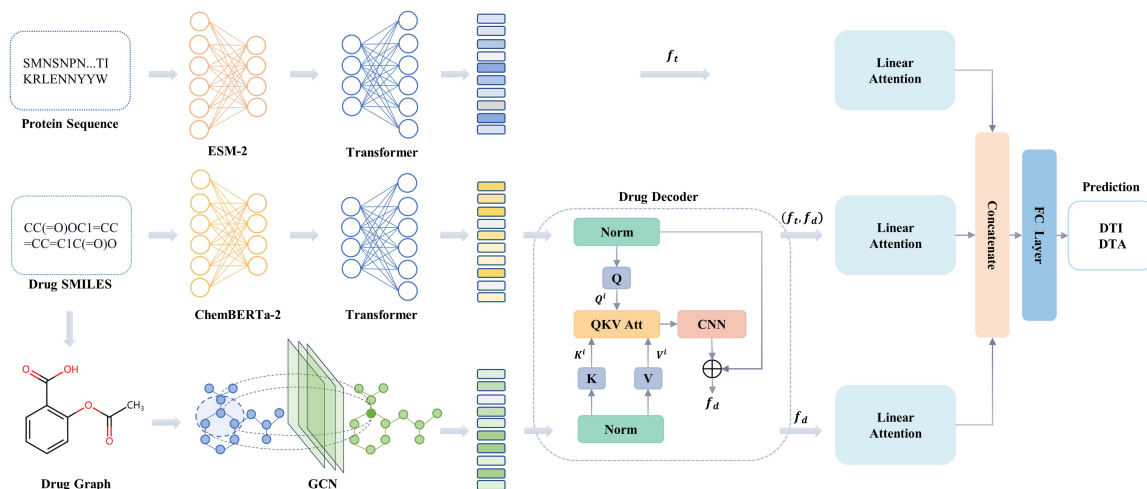 SMNSNPN...TI
KRLENNYYW
Protein Sequence
ESM-2
Transformer
f_t
Linear
Attention
CC(=O)OC1=CC
=CC=C1C(=O)O
Drug SMILES
ChemBERTa-2
Transformer
Drug Decoder
Norm
Q
Q^i
QKV Att
CNN
K^i
V^i
K
V
f_d
Norm
(f_t, f_d)
Linear
Attention
Concatenate
FC Layer
Prediction
DTI
DTA
OH
O
O
O
CH₃
Drug Graph
GCN
f_d
Linear
Attention